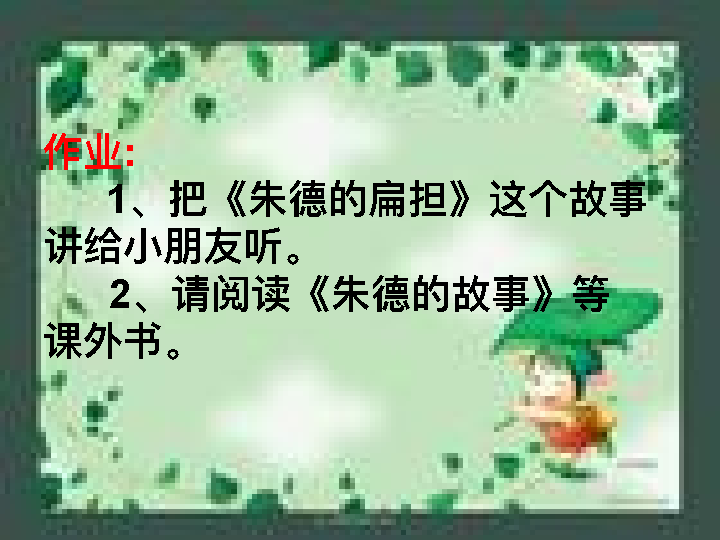 作业:
1、把《朱德的扁担》这个故事
讲给小朋友听。
2、请阅读《朱德的故事》等
课外书。